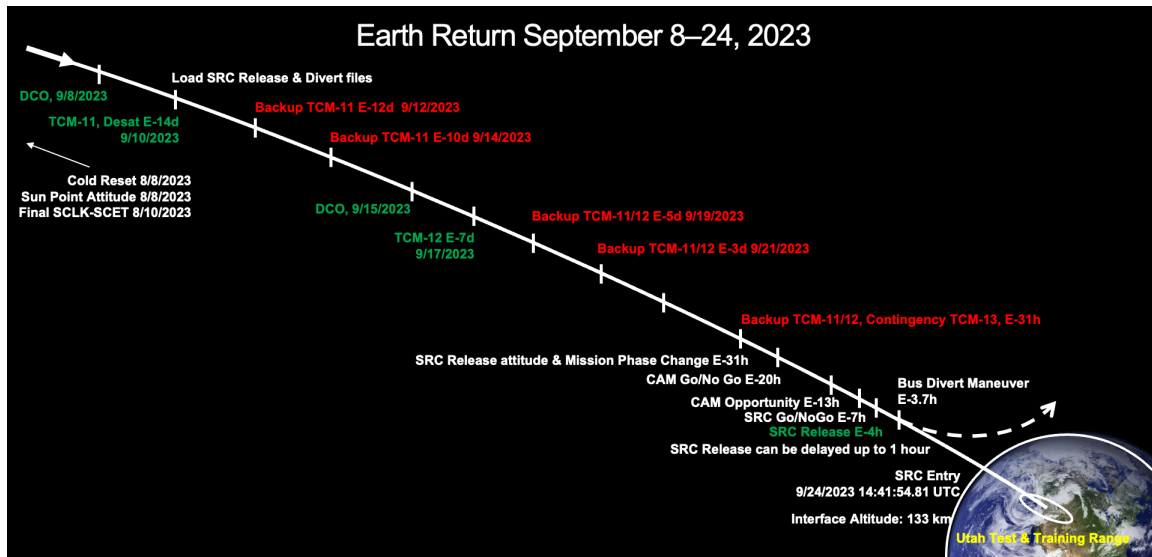 Earth Return September 8–24, 2023
Load SRC Release & Divert files
DCO, 9/8/2023
TCM-11, Desat E-14d
9/10/2023
Backup TCM-11 E-12d  9/12/2023
Backup TCM-11 E-10d 9/14/2023
Cold Reset 8/8/2023
Sun Point Attitude 8/8/2023
Final SCLK-SCET 8/10/2023
DCO, 9/15/2023
TCM-12 E-7d
9/17/2023
Backup TCM-11/12 E-5d 9/19/2023
Backup TCM-11/12 E-3d 9/21/2023
Backup TCM-11/12, Contingency TCM-13, E-31h
SRC Release attitude & Mission Phase Change E-31h
CAM Go/No Go E-20h
Bus Divert Maneuver
E-3.7h
CAM Opportunity E-13h
SRC Go/NoGo E-7h
SRC Release E-4h
SRC Release can be delayed up to 1 hour
SRC Entry
9/24/2023 14:41:54.81 UTC
Interface Altitude: 133 km
Utah Test & Training Range